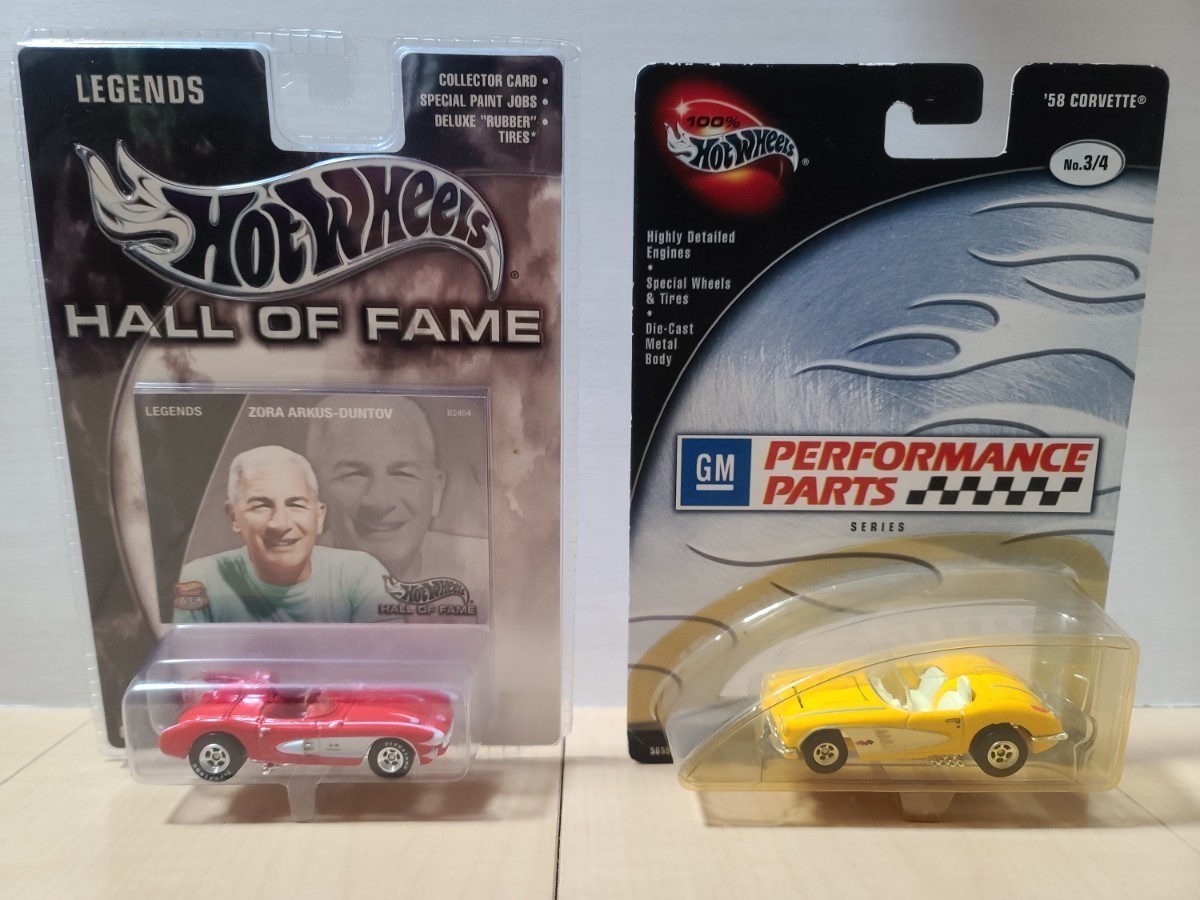 LEGENDS
COLLECTOR CARD •
SPECIAL PAINT JOBS •
DELUXE "RUBBER" •
TIRES*
Hot Wheels®
HALL OF FAME
LEGENDS ZORA ARKUS-DUNTOV B2454
Hot Wheels
HALL OF FAME
100%
Hot Wheels®
'58 CORVETTE®
No.3/4
Highly Detailed
Engines
•
Special Wheels
& Tires
•
Die-Cast
Metal
Body
GM
PERFORMANCE
PARTS
SERIES